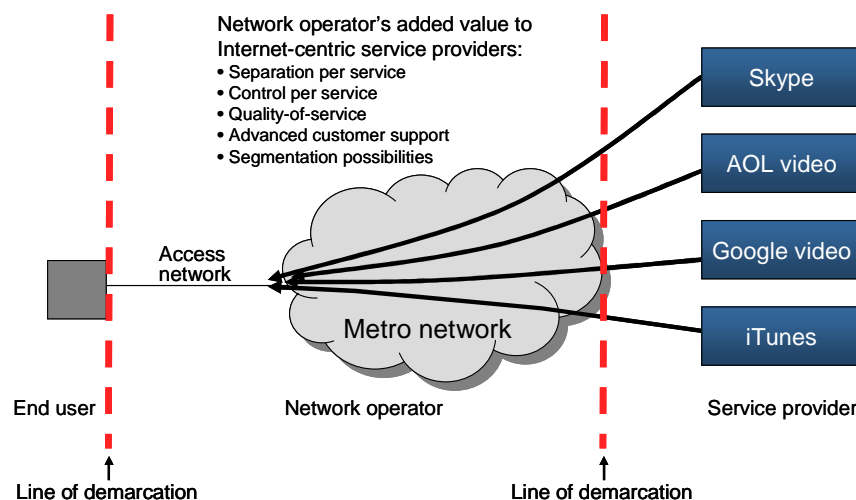 Network operator's added value to
Internet-centric service providers:
• Separation per service
• Control per service
• Quality-of-service
• Advanced customer support
• Segmentation possibilities
Skype
AOL video
Google video
iTunes
Access
network
Metro network
End user
Network operator
Service provider
Line of demarcation
Line of demarcation